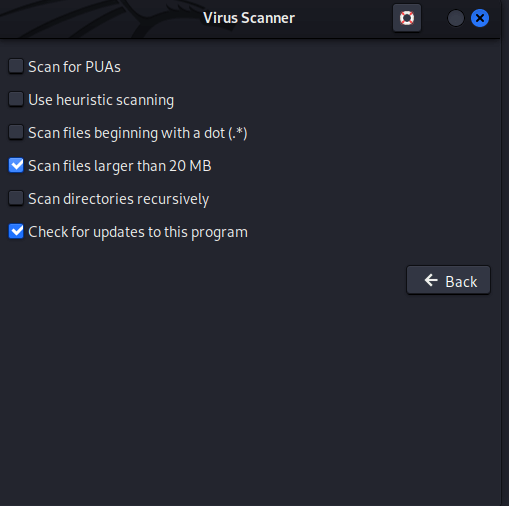 Virus Scanner
Scan for PUAs
Use heuristic scanning
Scan files beginning with a dot (.*)
Scan files larger than 20 MB
Scan directories recursively
Check for updates to this program
Back